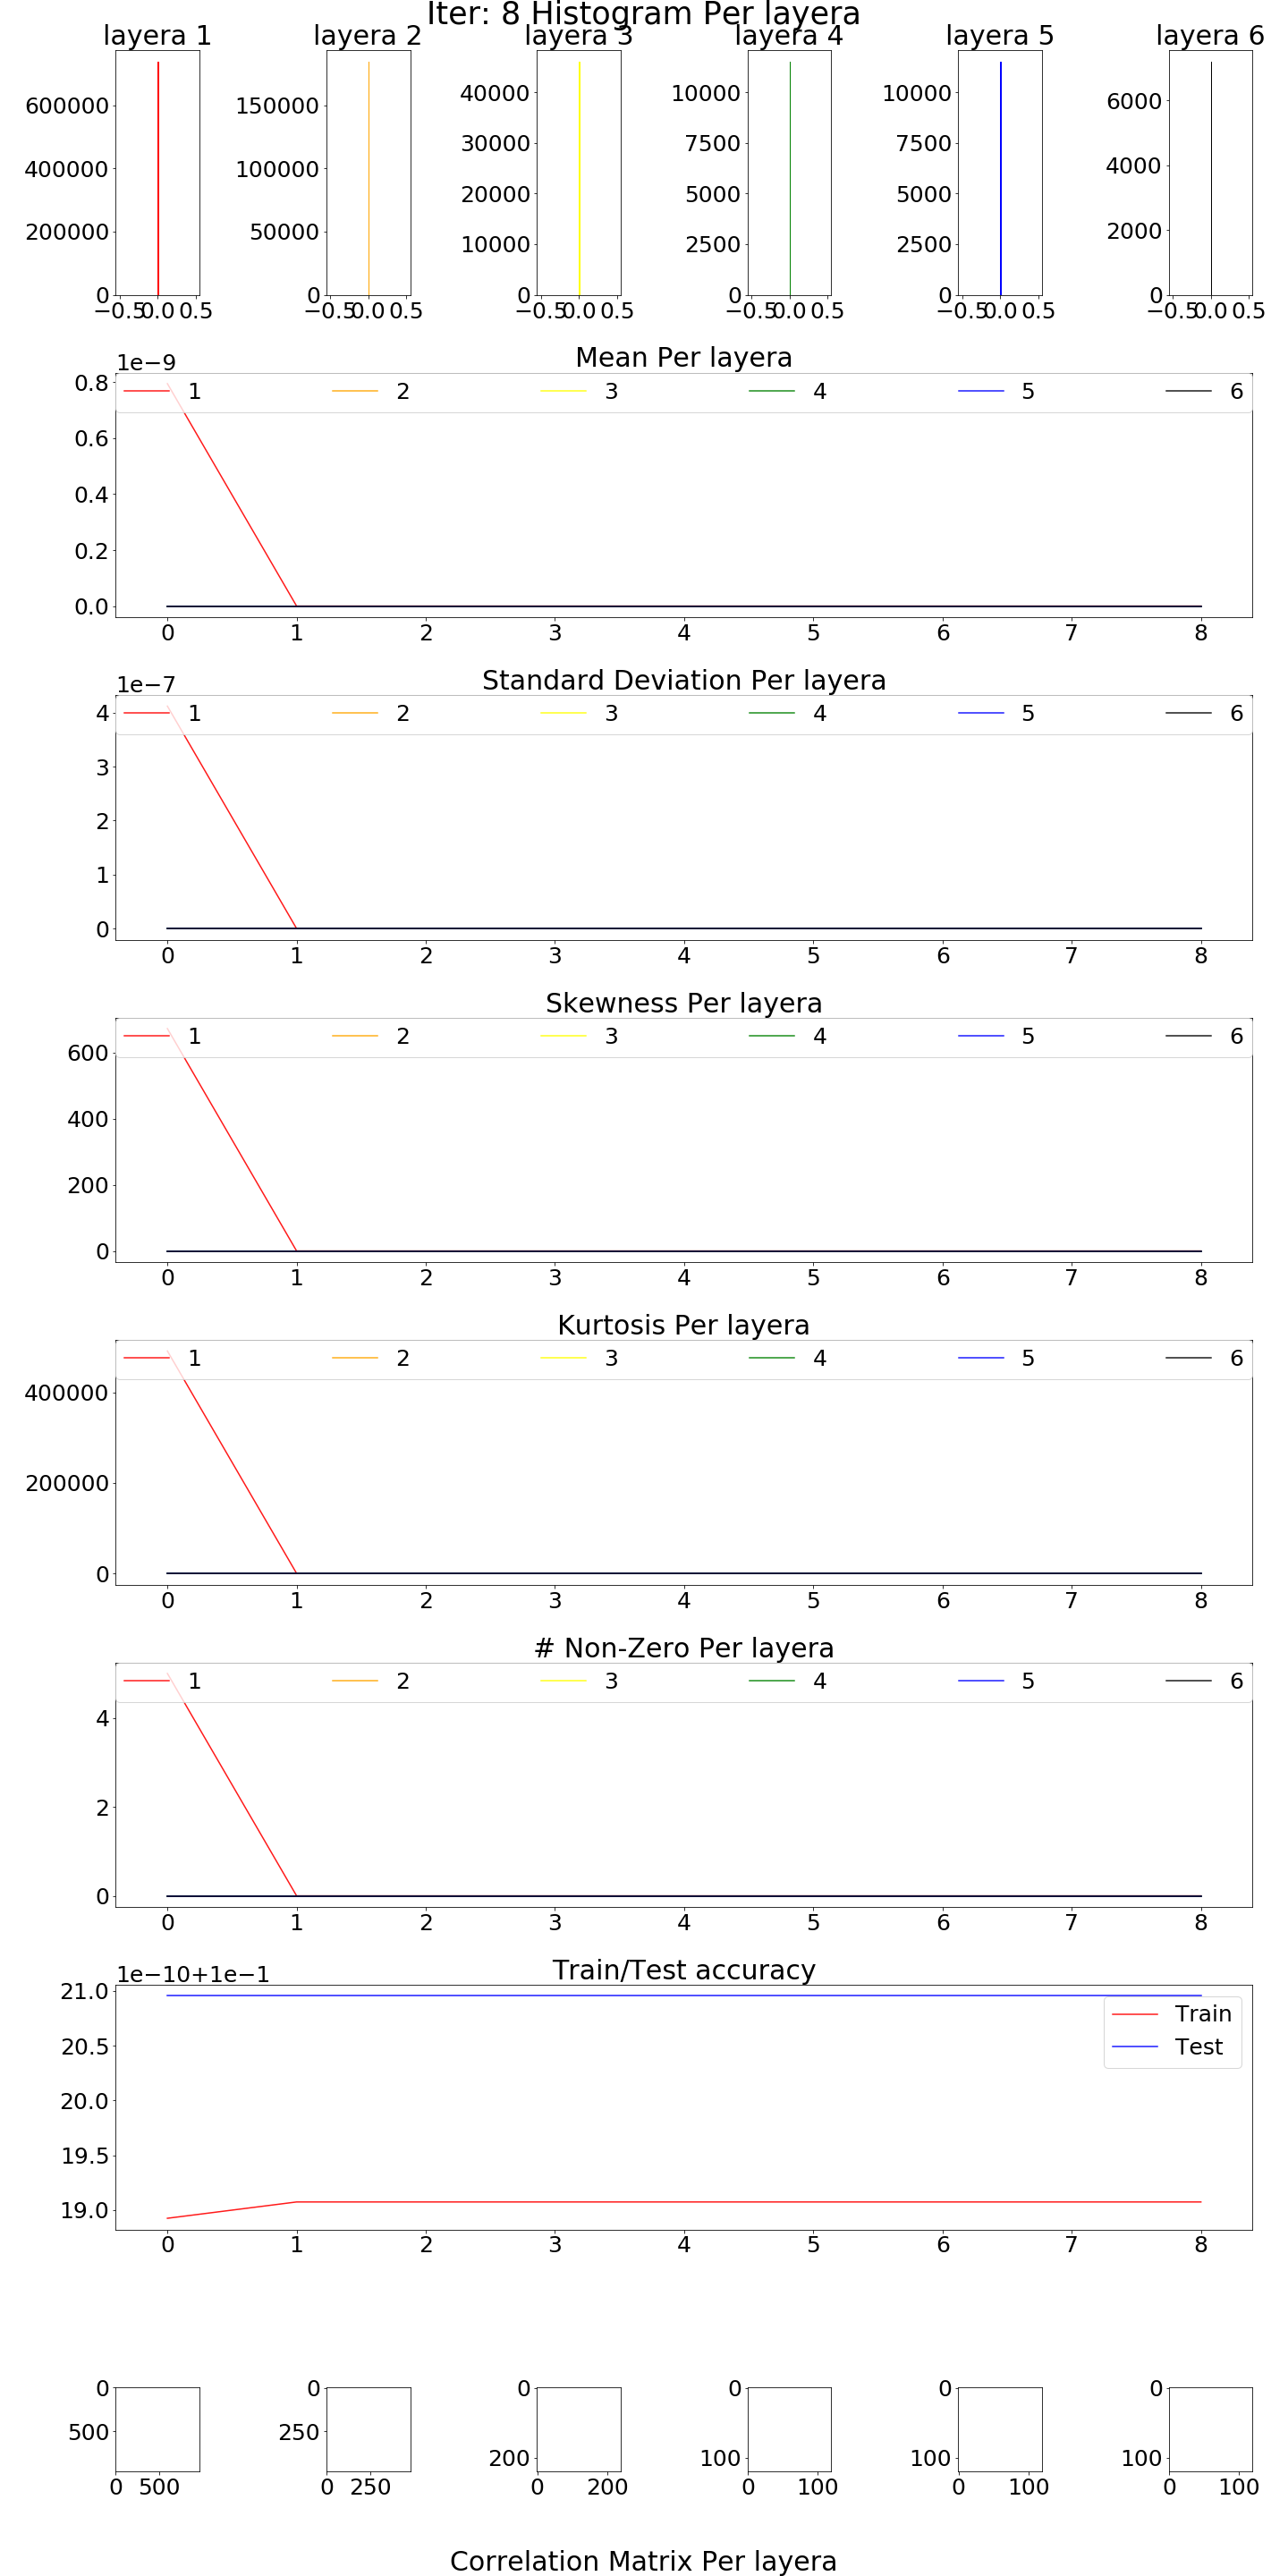 Iter: 8 Histogram Per layera
layera 1 layera 2 layera 3 layera 4 layera 5 layera 6
600000 400000 200000 0
−0.5 0.0 0.5
150000 100000 50000 0
−0.5 0.0 0.5
40000 30000 20000 10000 0
−0.5 0.0 0.5
10000 7500 5000 2500 0
−0.5 0.0 0.5
10000 7500 5000 2500 0
−0.5 0.0 0.5
6000 4000 2000 0
−0.5 0.0 0.5
1e−9 Mean Per layera
1 2 3 4 5 6
0.8
0.6
0.4
0.2
0.0
0 1 2 3 4 5 6 7 8
1e−7 Standard Deviation Per layera
1 2 3 4 5 6
4
3
2
1
0
0 1 2 3 4 5 6 7 8
Skewness Per layera
1 2 3 4 5 6
600
400
200
0
0 1 2 3 4 5 6 7 8
Kurtosis Per layera
1 2 3 4 5 6
400000
200000
0
0 1 2 3 4 5 6 7 8
# Non-Zero Per layera
1 2 3 4 5 6
4
2
0
0 1 2 3 4 5 6 7 8
1e−10+1e−1 Train/Test accuracy
21.0
Train
Test
20.5
20.0
19.5
19.0
0 1 2 3 4 5 6 7 8
0 500
0 500
0 250
0 250
0 200
0 200
0 100
0 100
0 100
0 100
0 100
0 100
Correlation Matrix Per layera